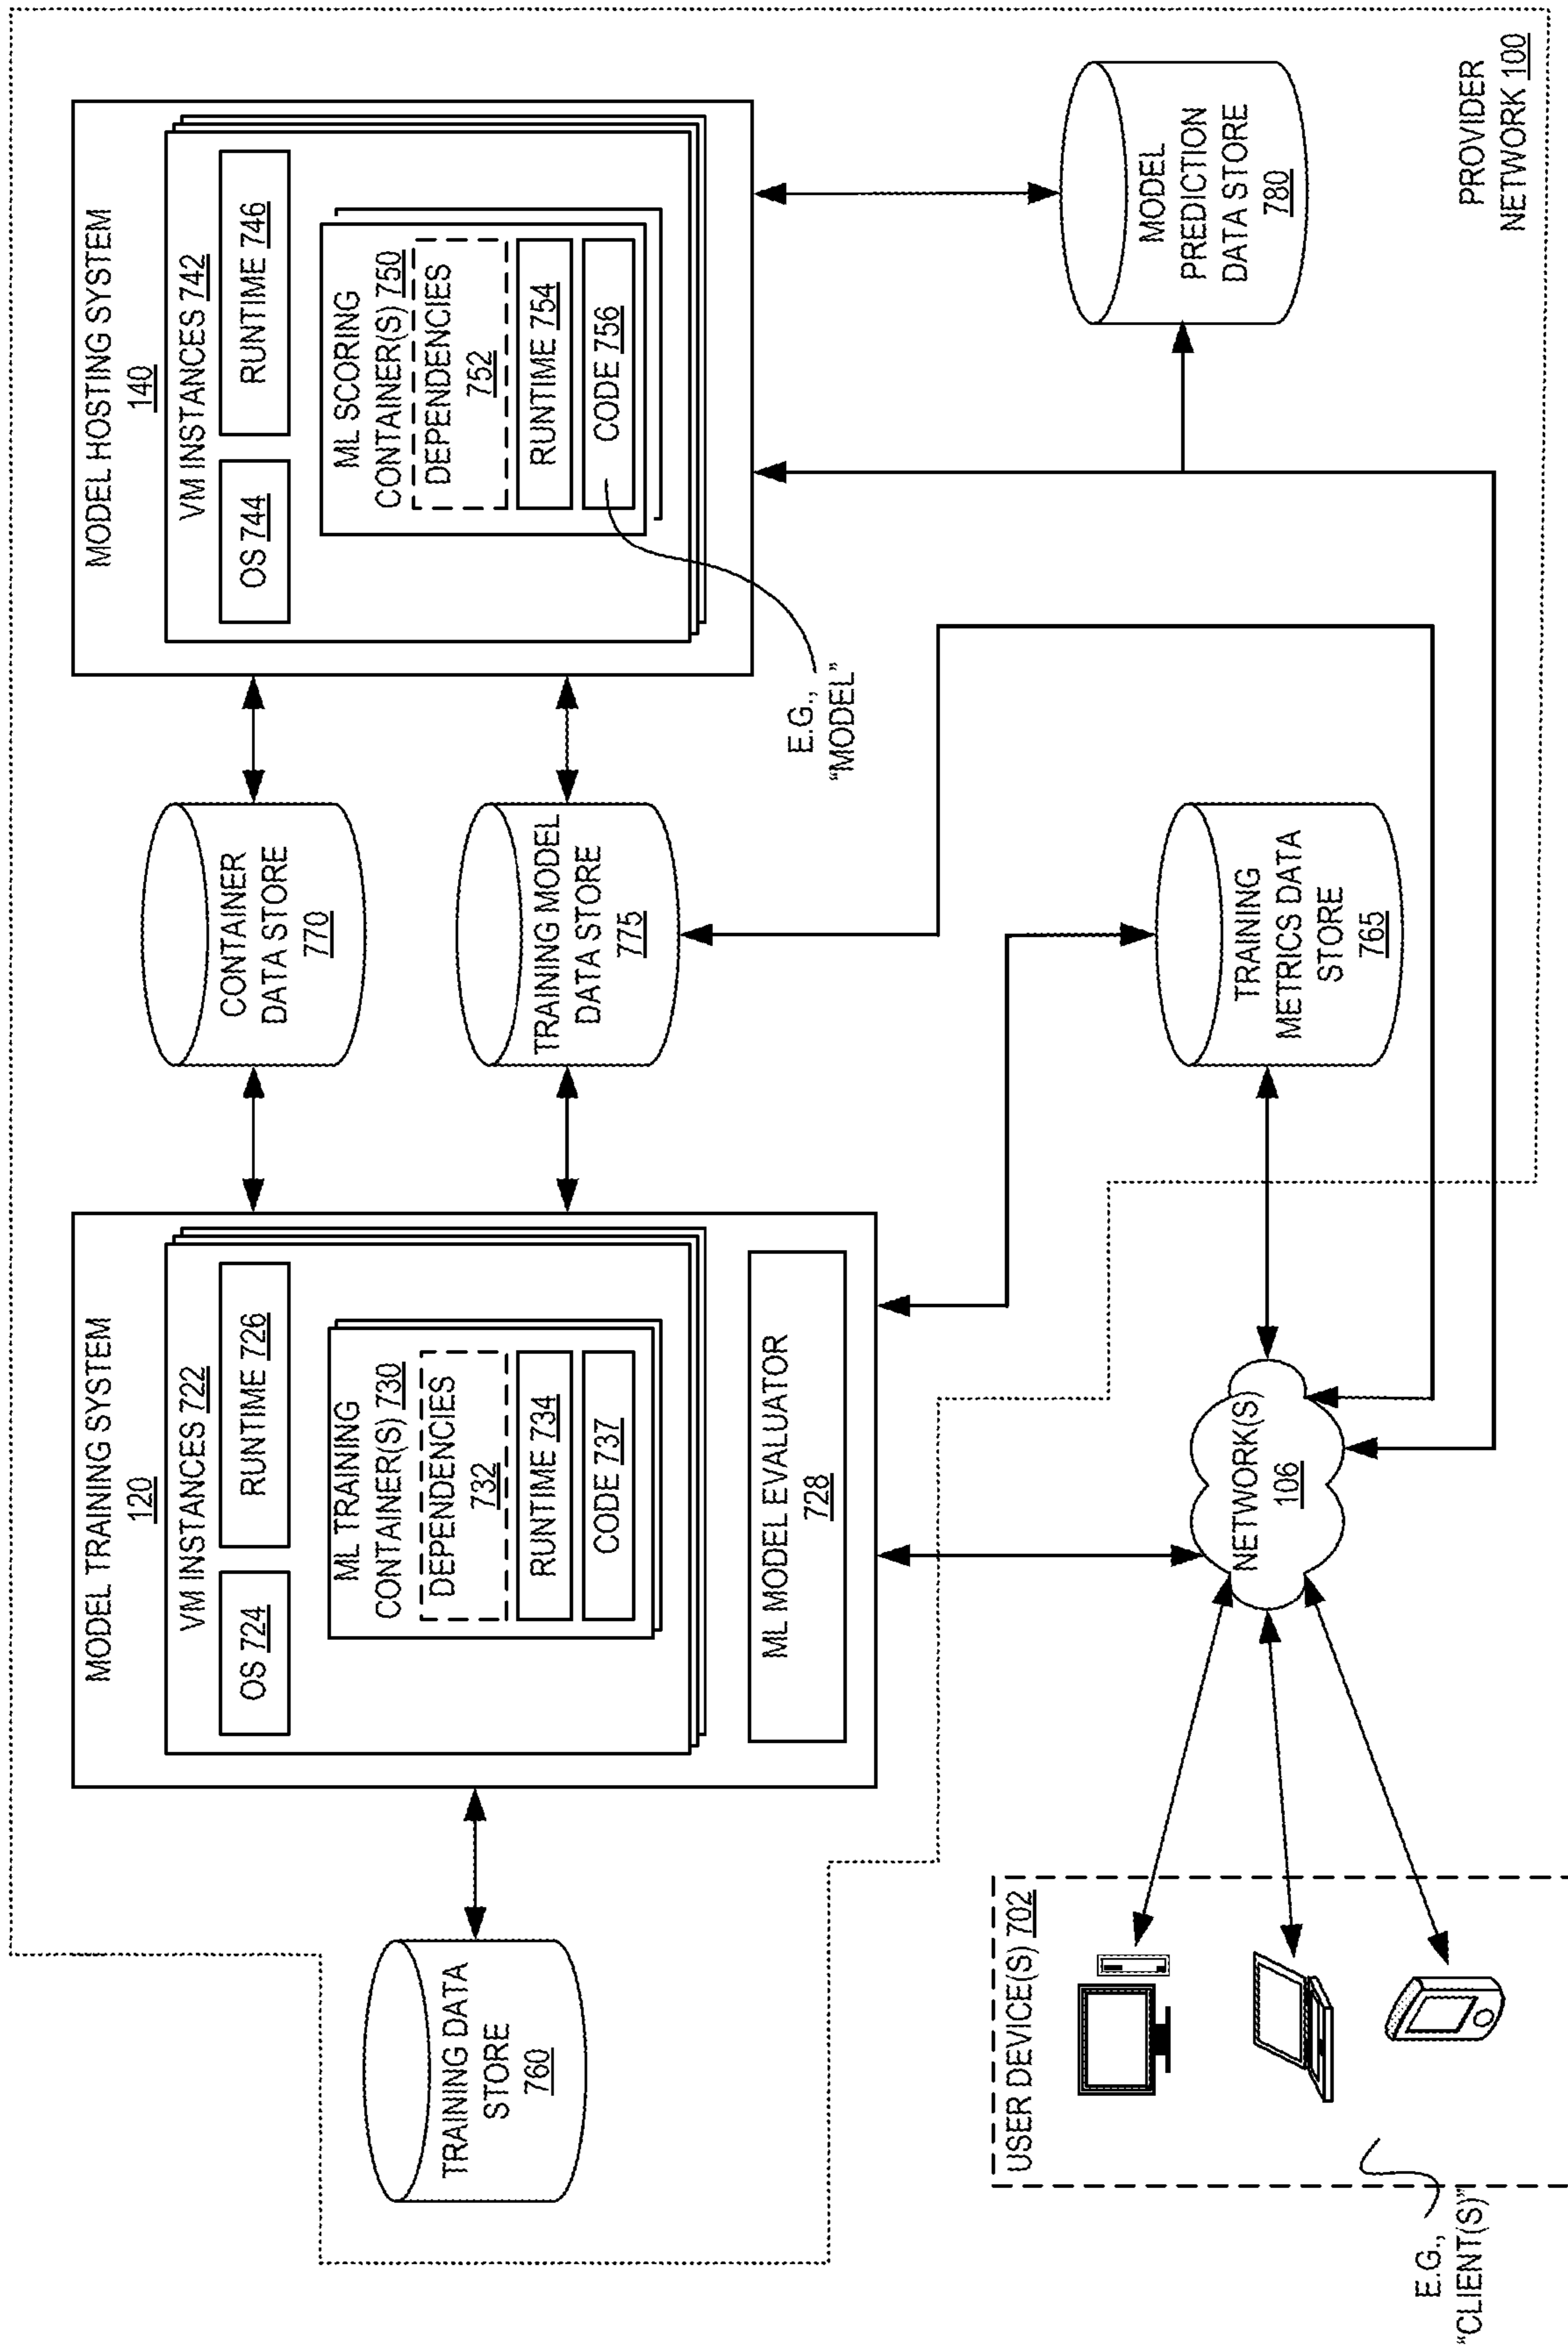 MODEL TRAINING SYSTEM
120
VM INSTANCES 722
OS 724
RUNTIME 726
ML TRAINING
CONTAINER(S) 730
DEPENDENCIES
732
RUNTIME 734
CODE 737
ML MODEL EVALUATOR
728
TRAINING DATA
STORE
760
CONTAINER
DATA STORE
770
TRAINING MODEL
DATA STORE
775
MODEL HOSTING SYSTEM
140
VM INSTANCES 742
OS 744
RUNTIME 746
ML SCORING
CONTAINER(S) 750
DEPENDENCIES
752
RUNTIME 754
CODE 756
E.G.,
“MODEL”
USER DEVICE(S) 702
E.G.,
“CLIENT(S)”
NETWORK(S)
106
TRAINING
METRICS DATA
STORE
765
MODEL
PREDICTION
DATA STORE
780
PROVIDER
NETWORK 100